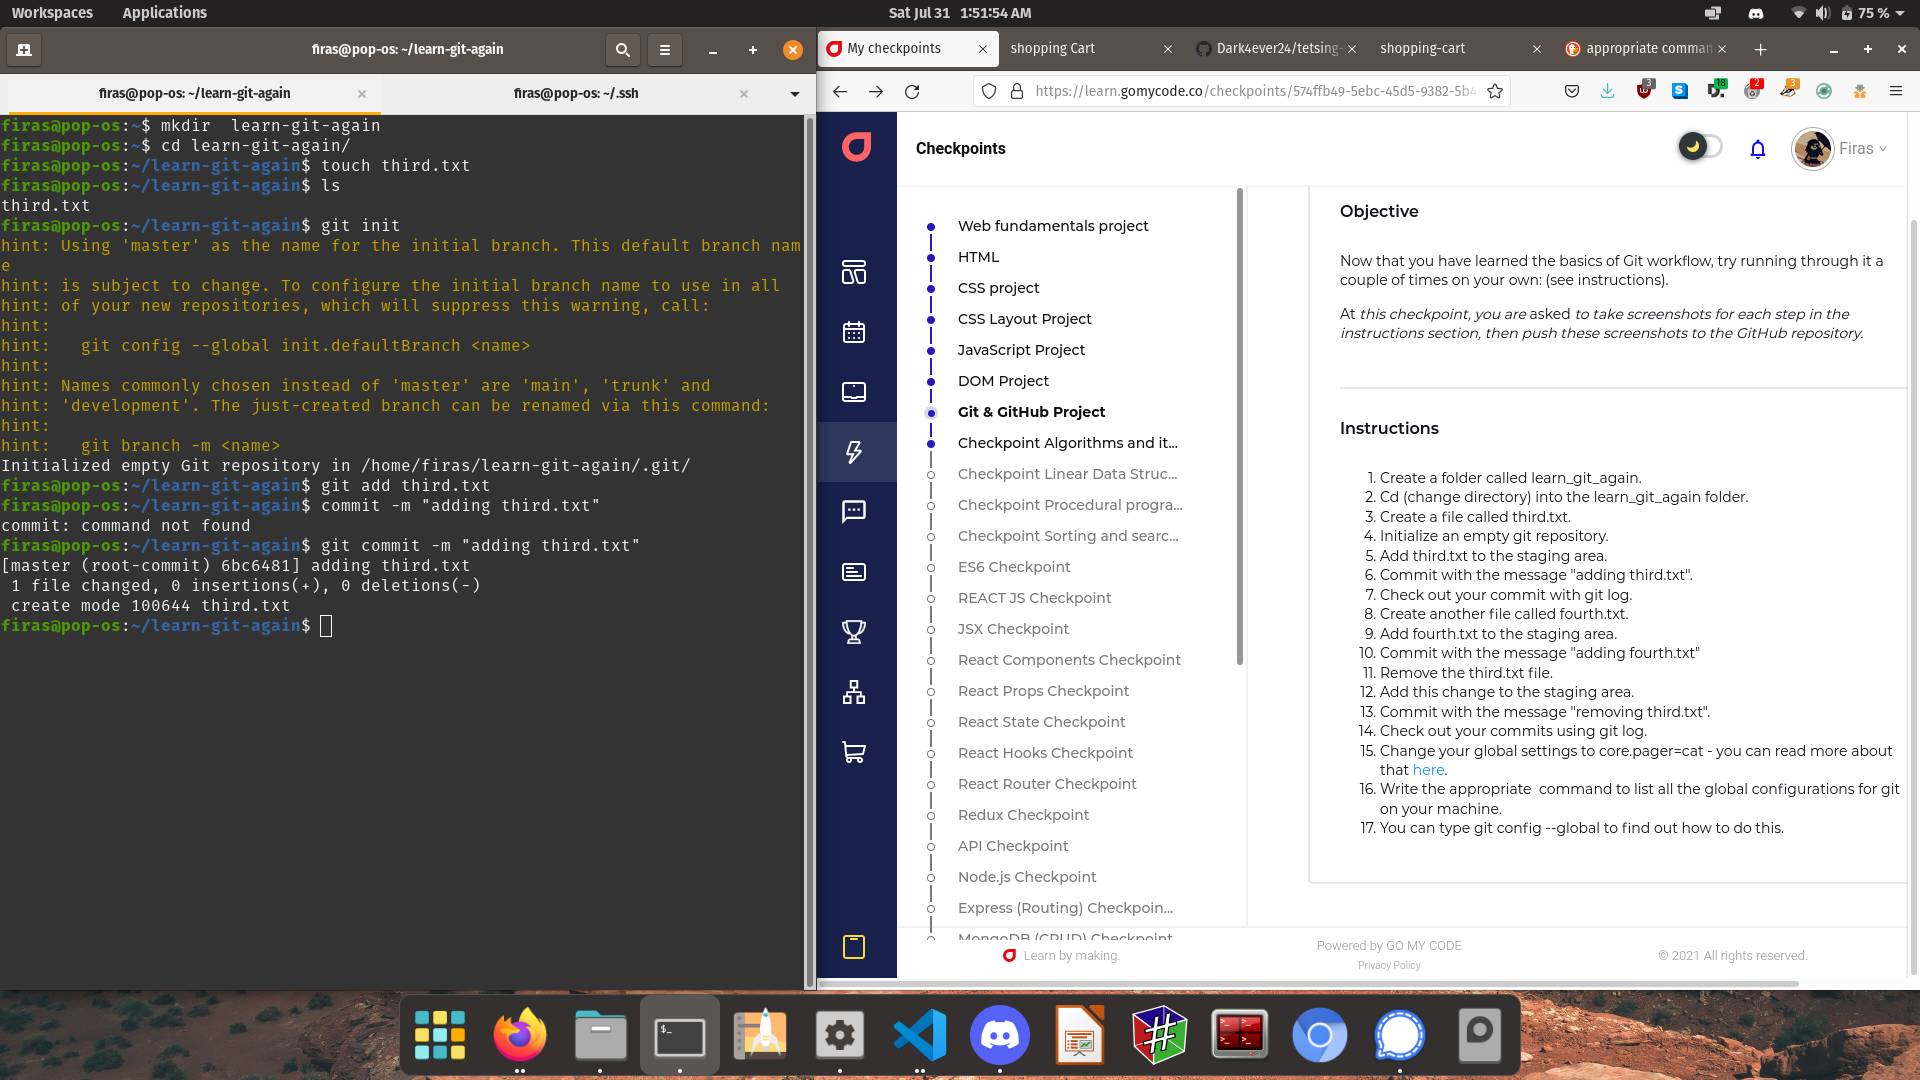 Workspaces Applications Sat Jul 31 1:51:54 AM 75 %
firas@pop-os: ~/learn-git-again
firas@pop-os: ~/learn-git-again firas@pop-os: ~/.ssh
firas@pop-os:~$ mkdir  learn-git-again
firas@pop-os:~$ cd learn-git-again/
firas@pop-os:~/learn-git-again$ touch third.txt
firas@pop-os:~/learn-git-again$ ls
third.txt
firas@pop-os:~/learn-git-again$ git init
hint: Using 'master' as the name for the initial branch. This default branch nam
e
hint: is subject to change. To configure the initial branch name to use in all
hint: of your new repositories, which will suppress this warning, call:
hint:
hint:   git config --global init.defaultBranch <name>
hint:
hint: Names commonly chosen instead of 'master' are 'main', 'trunk' and
hint: 'development'. The just-created branch can be renamed via this command:
hint:
hint:   git branch -m <name>
Initialized empty Git repository in /home/firas/learn-git-again/.git/
firas@pop-os:~/learn-git-again$ git add third.txt
firas@pop-os:~/learn-git-again$ commit -m "adding third.txt"
commit: command not found
firas@pop-os:~/learn-git-again$ git commit -m "adding third.txt"
[master (root-commit) 6bc6481] adding third.txt
 1 file changed, 0 insertions(+), 0 deletions(-)
 create mode 100644 third.txt
firas@pop-os:~/learn-git-again$
My checkpoints shopping Cart Dark4ever24/tetsing- shopping-cart appropriate comman
https://learn.gomycode.co/checkpoints/574ffb49-5ebc-45d5-9382-5b4 3 18 2 3
Checkpoints
Firas
Web fundamentals project
HTML
CSS project
CSS Layout Project
JavaScript Project
DOM Project
Git & GitHub Project
Checkpoint Algorithms and it...
Checkpoint Linear Data Struc...
Checkpoint Procedural progra...
Checkpoint Sorting and searc...
ES6 Checkpoint
REACT JS Checkpoint
JSX Checkpoint
React Components Checkpoint
React Props Checkpoint
React State Checkpoint
React Hooks Checkpoint
React Router Checkpoint
Redux Checkpoint
API Checkpoint
Node.js Checkpoint
Express (Routing) Checkpoin...
MongoDB (CRUD) Checkpoint
Objective
Now that you have learned the basics of Git workflow, try running through it a
couple of times on your own: (see instructions).
At this checkpoint, you are asked to take screenshots for each step in the
instructions section, then push these screenshots to the GitHub repository.
Instructions
1. Create a folder called learn_git_again.
2. Cd (change directory) into the learn_git_again folder.
3. Create a file called third.txt.
4. Initialize an empty git repository.
5. Add third.txt to the staging area.
6. Commit with the message "adding third.txt".
7. Check out your commit with git log.
8. Create another file called fourth.txt.
9. Add fourth.txt to the staging area.
10. Commit with the message "adding fourth.txt"
11. Remove the third.txt file.
12. Add this change to the staging area.
13. Commit with the message "removing third.txt".
14. Check out your commits using git log.
15. Change your global settings to core.pager=cat - you can read more about
that here.
16. Write the appropriate  command to list all the global configurations for git
on your machine.
17. You can type git config --global to find out how to do this.
Learn by making.
Powered by GO MY CODE
Privacy Policy
© 2021 All rights reserved.